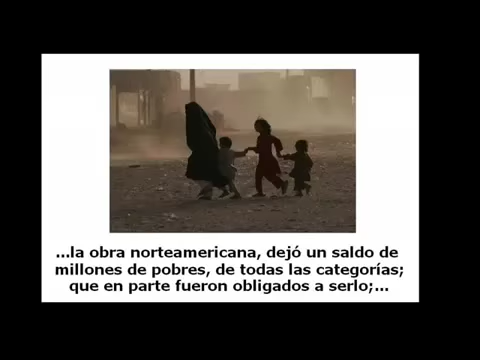 ...la obra norteamericana, dejó un saldo de
millones de pobres, de todas las categorías;
que en parte fueron obligados a serlo;...